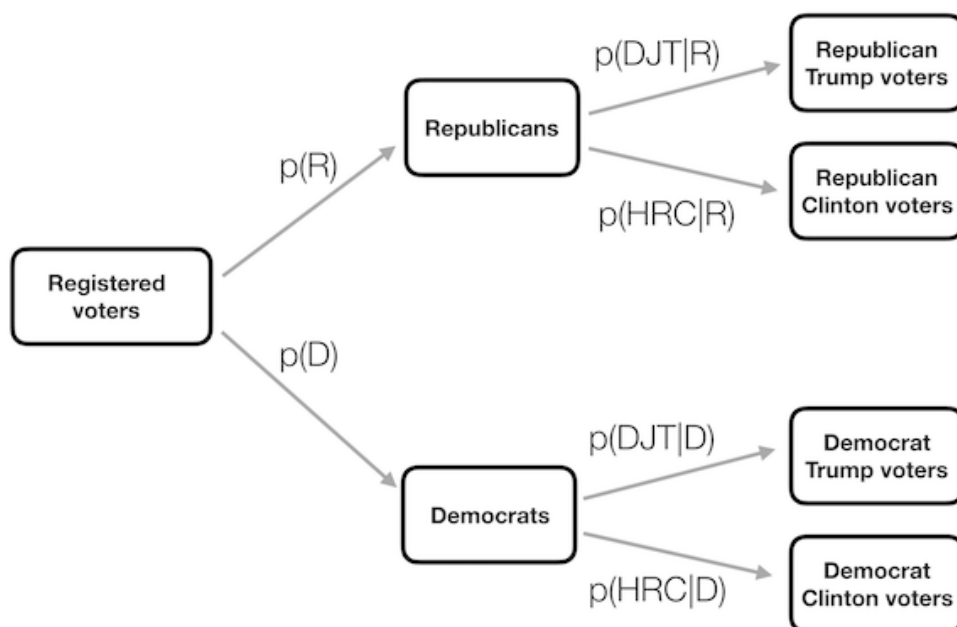 Registered
voters
p(R)
p(D)
Republicans
p(DJT|R)
p(HRC|R)
Republican
Trump voters
Republican
Clinton voters
Democrats
p(DJT|D)
p(HRC|D)
Democrat
Trump voters
Democrat
Clinton voters